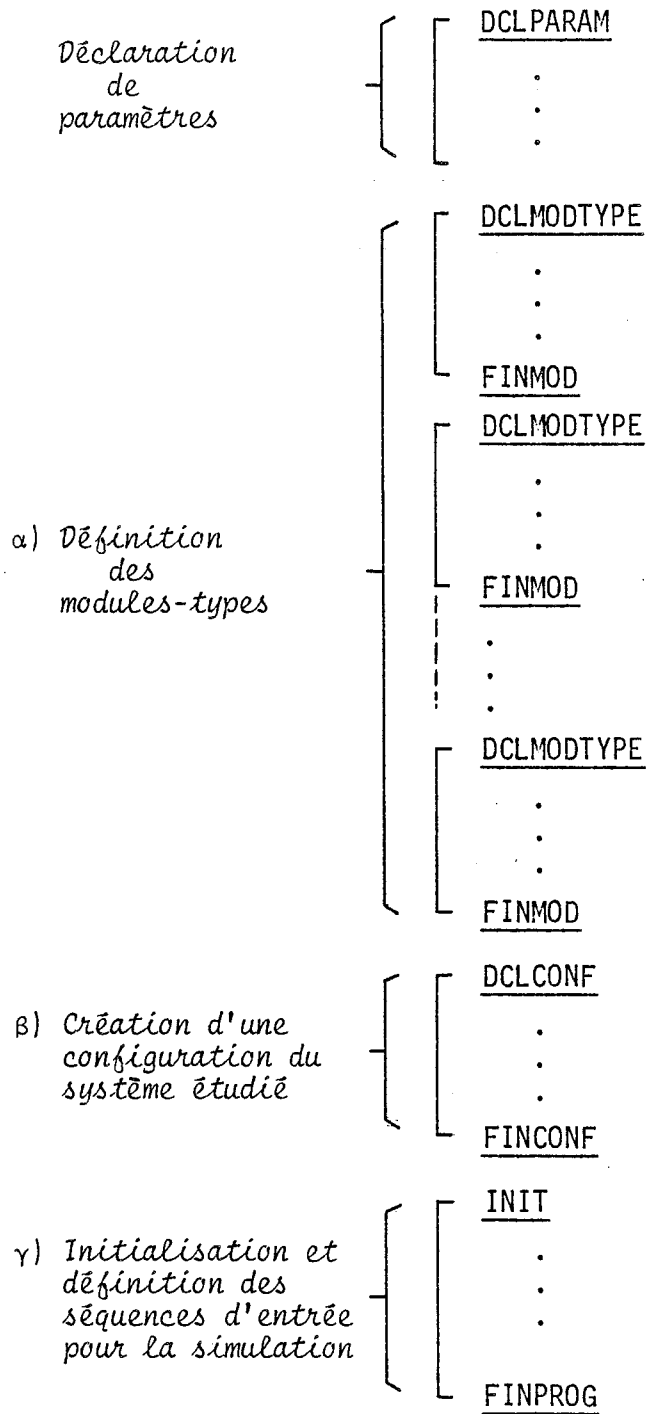 DCLPARAM
Déclaration
de
paramètres
.
.
.
DCLMODTYPE
.
.
.
FINMOD
DCLMODTYPE
.
.
.
α) Définition
des
modules-types
FINMOD
.
.
.
DCLMODTYPE
.
.
.
FINMOD
DCLCONF
β) Création d'une
configuration du
système étudié
.
.
.
FINCONF
INIT
γ) Initialisation et
définition des
séquences d'entrée
pour la simulation
.
.
.
FINPROG